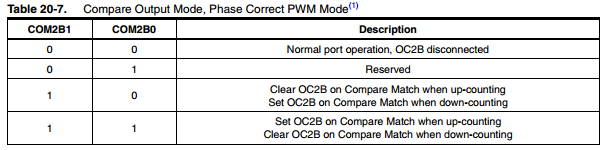 Table 20-7. Compare Output Mode, Phase Correct PWM Mode(1)
COM2B1 COM2B0 Description
0 0 Normal port operation, OC2B disconnected
0 1 Reserved
1 0 Clear OC2B on Compare Match when up-counting
Set OC2B on Compare Match when down-counting
1 1 Set OC2B on Compare Match when up-counting
Clear OC2B on Compare Match when down-counting